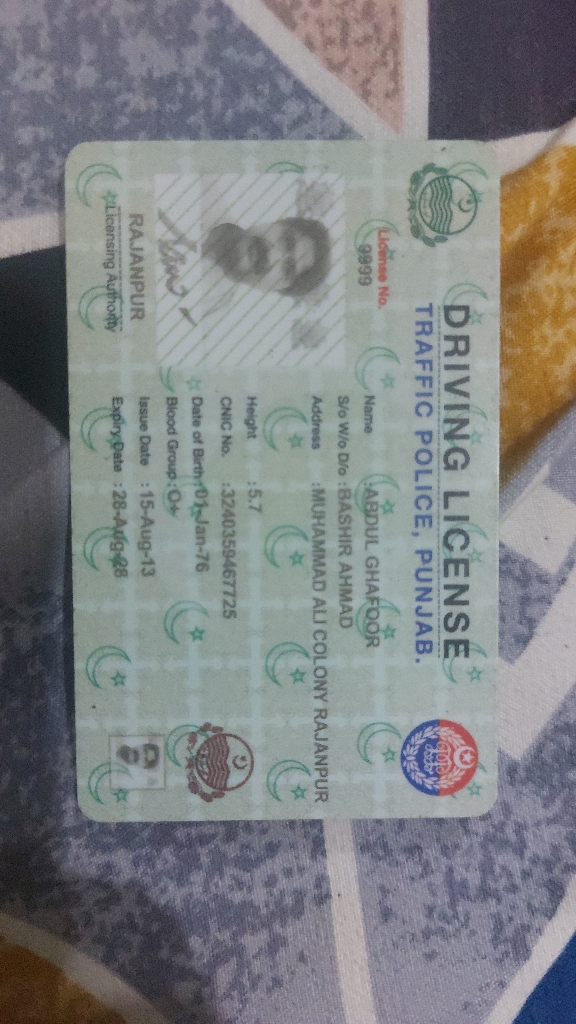 DRIVING LICENSE
TRAFFIC POLICE, PUNJAB.
License No.
9999
Name :ABDUL GHAFOOR
S/o W/o D/o :BASHIR AHMAD
Address :MUHAMMAD ALI COLONY RAJANPUR
Height :5.7
CNIC No. :3240359467725
Date of Birth:01-Jan-76
Blood Group:O+
Issue Date :15-Aug-13
Expiry Date :28-Aug-28
RAJANPUR
Licensing Authority